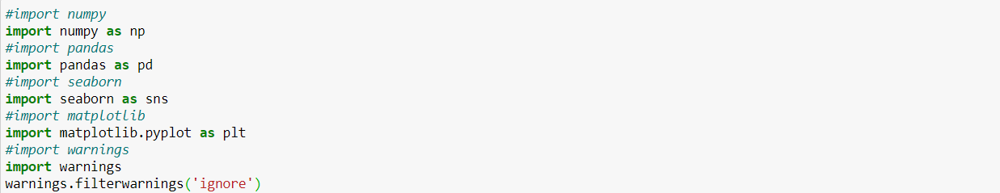 #import numpy
import numpy as np
#import pandas
import pandas as pd
#import seaborn
import seaborn as sns
#import matplotlib
import matplotlib.pyplot as plt
#import warnings
import warnings
warnings.filterwarnings('ignore')